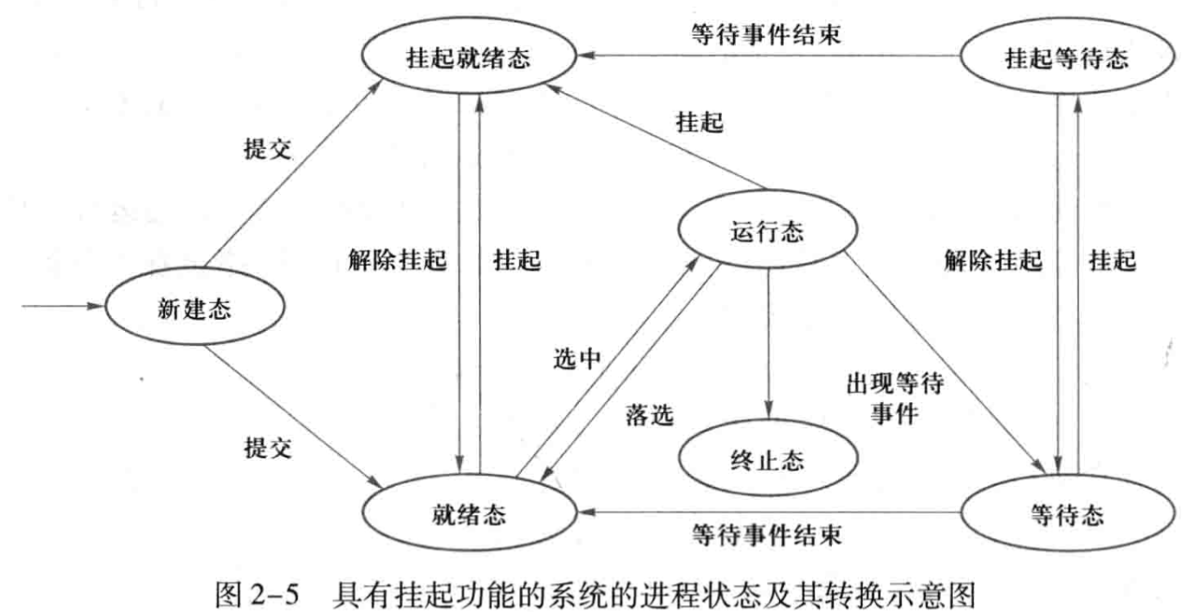 等待事件结束
挂起就绪态
挂起等待态
挂起
提交
运行态
解除挂起
挂起
解除挂起
挂起
新建态
选中
出现等待
事件
落选
提交
终止态
就绪态
等待态
等待事件结束
图 2-5 具有挂起功能的系统的进程状态及其转换示意图